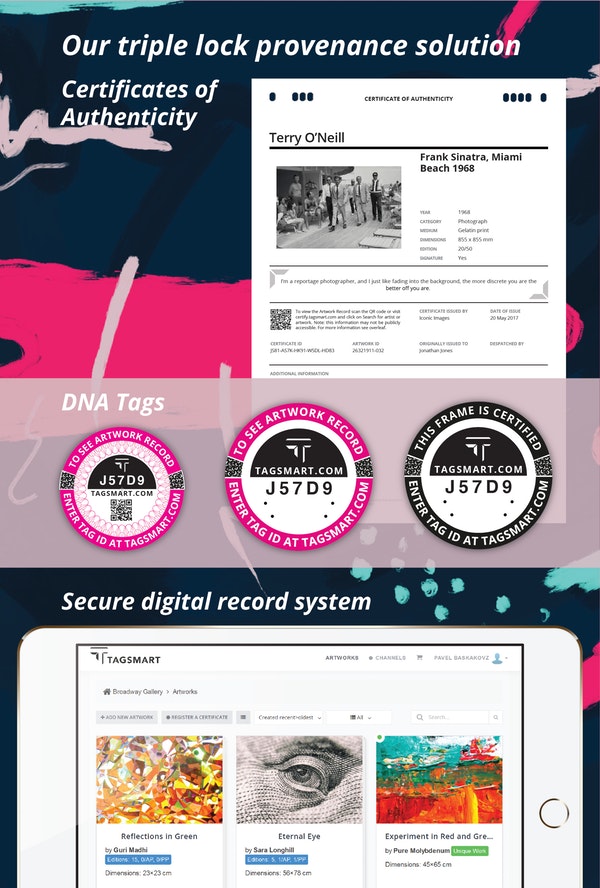 Our triple lock provenance solution
Certificates of
Authenticity
CERTIFICATE OF AUTHENTICITY
Terry O'Neill
Frank Sinatra, Miami
Beach 1968
YEAR 1968
CATEGORY Photograph
MEDIUM Gelatin print
DIMENSIONS 855 x 855 mm
EDITION 20/50
SIGNATURE Yes
I'm a reportage photographer, and I just like fading into the background, the more discrete you are the
better off you are.
To view the Artwork Record scan the QR code or visit
certify.tagsmart.com and click on Search for artist or
artwork. Note: this information may not be publicly
accessible. For more information see overleaf.
CERTIFICATE ISSUED BY
Iconic Images
DATE OF ISSUE
20 May 2017
CERTIFICATE ID
JS81-A57K-HK91-WSDL-HD83
ARTWORK ID
26321911-032
ORIGINALLY ISSUED TO
Jonathan Jones
DESPATCHED BY
ADDITIONAL INFORMATION
DNA Tags
TO SEE ARTWORK RECORD
J57D9
TAGSMART.COM
ENTER TAG ID AT TAGSMART.COM
TO SEE ARTWORK RECORD
TAGSMART.COM
J57D9
ENTER TAG ID AT TAGSMART.COM
THIS FRAME IS CERTIFIED
TAGSMART.COM
J57D9
ENTER TAG ID AT TAGSMART.COM
Secure digital record system
TAGSMART
ARTWORKS CHANNELS PAVEL BASKAKOVZ
Broadway Gallery > Artworks
+ ADD NEW ARTWORK REGISTER A CERTIFICATE Created recent>oldest All Search...
Reflections in Green
by Guri Madhi
Editions: 15, 0/AP, 0/PP
Dimensions: 23×23 cm
Eternal Eye
by Sara Longhill
Editions: 5, 1/AP, 1/PP
Dimensions: 56×78 cm
Experiment in Red and Gre...
by Pure Molybdenum Unique Work
Dimensions: 45×65 cm